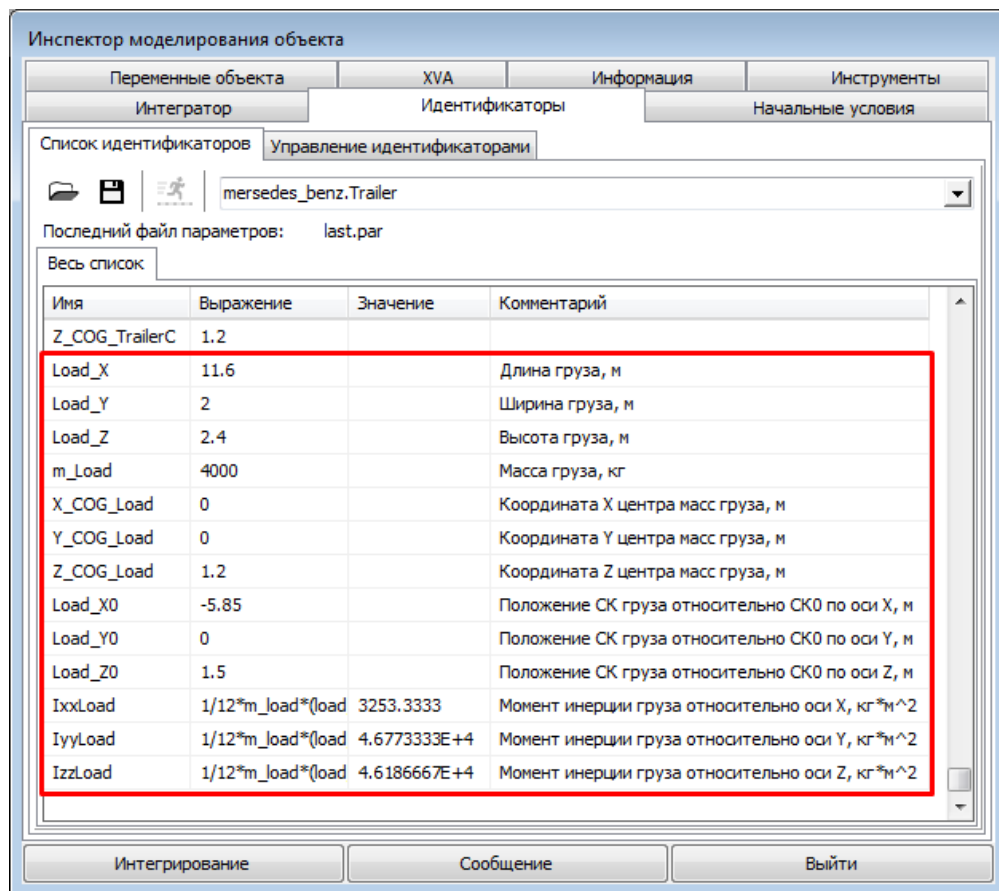 Инспектор моделирования объекта
Переменные объекта XVA Информация Инструменты
Интегратор Идентификаторы Начальные условия
Список идентификаторов Управление идентификаторами
mersedes_benz.Trailer
Последний файл параметров: last.par
Весь список
Имя Выражение Значение Комментарий
Z_COG_TrailerC 1.2
Load_X 11.6 Длина груза, м
Load_Y 2 Ширина груза, м
Load_Z 2.4 Высота груза, м
m_Load 4000 Масса груза, кг
X_COG_Load 0 Координата X центра масс груза, м
Y_COG_Load 0 Координата Y центра масс груза, м
Z_COG_Load 1.2 Координата Z центра масс груза, м
Load_X0 -5.85 Положение СК груза относительно СК0 по оси X, м
Load_Y0 0 Положение СК груза относительно СК0 по оси Y, м
Load_Z0 1.5 Положение СК груза относительно СК0 по оси Z, м
IxxLoad 1/12*m_load*(load 3253.3333 Момент инерции груза относительно оси X, кг*м^2
IyyLoad 1/12*m_load*(load 4.6773333E+4 Момент инерции груза относительно оси Y, кг*м^2
IzzLoad 1/12*m_load*(load 4.6186667E+4 Момент инерции груза относительно оси Z, кг*м^2
Интегрирование Сообщение Выйти